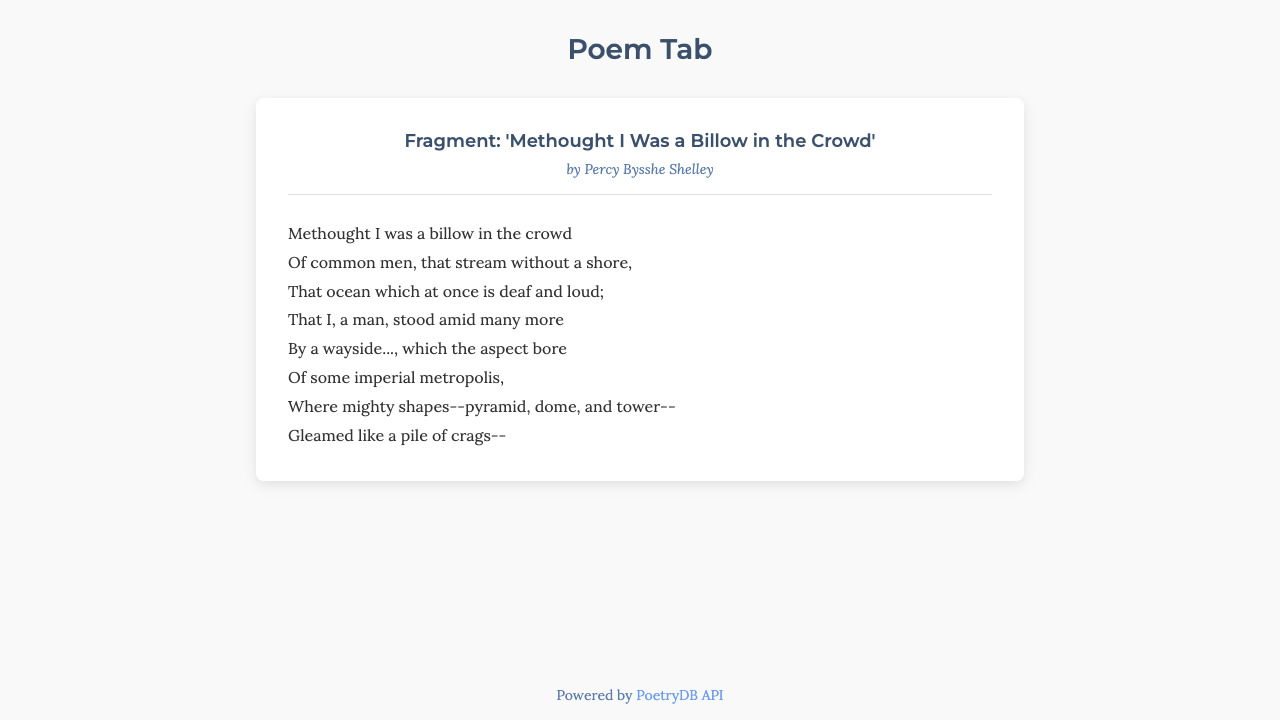 Poem Tab
Fragment: 'Methought I Was a Billow in the Crowd'
by Percy Bysshe Shelley
Methought I was a billow in the crowd
Of common men, that stream without a shore,
That ocean which at once is deaf and loud;
That I, a man, stood amid many more
By a wayside..., which the aspect bore
Of some imperial metropolis,
Where mighty shapes--pyramid, dome, and tower--
Gleamed like a pile of crags--
Powered by PoetryDB API